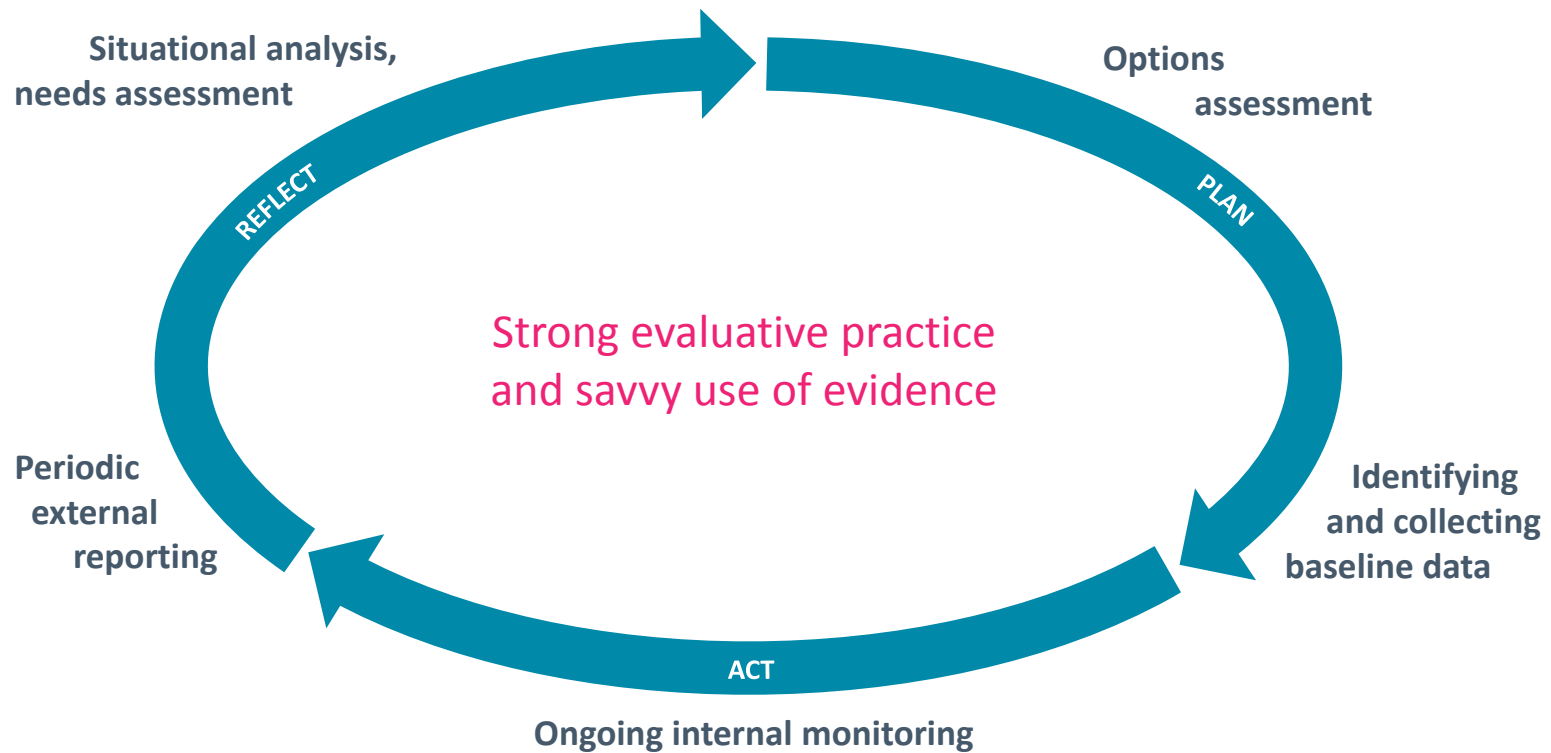 Situational analysis,
needs assessment
Options
assessment
REFLECT
PLAN
Strong evaluative practice
and savvy use of evidence
Periodic
external
reporting
Identifying
and collecting
baseline data
ACT
Ongoing internal monitoring